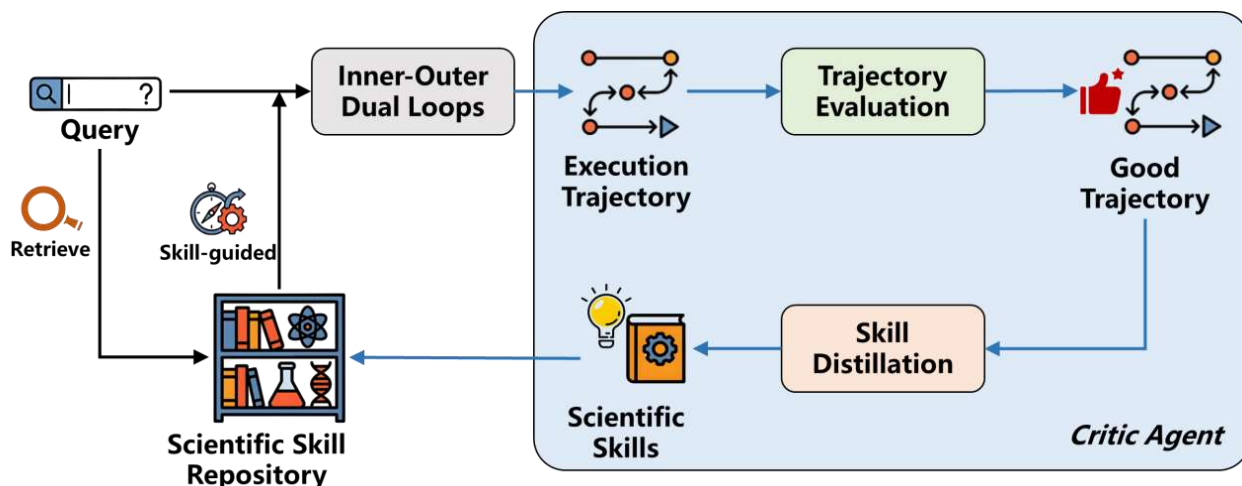 ?
Query
Retrieve
Skill-guided
Scientific Skill
Repository
Inner-Outer
Dual Loops
Execution
Trajectory
Trajectory
Evaluation
Good
Trajectory
Skill
Distillation
Scientific
Skills
Critic Agent